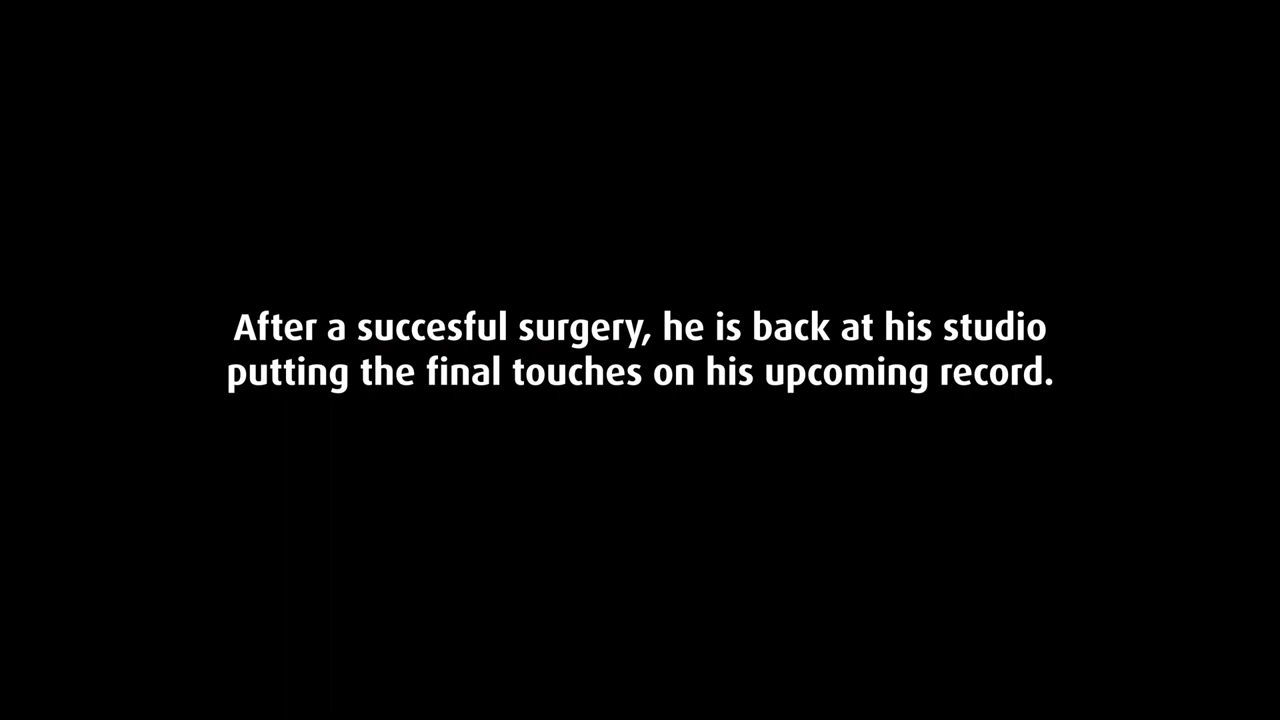 After a succesful surgery, he is back at his studio
putting the final touches on his upcoming record.